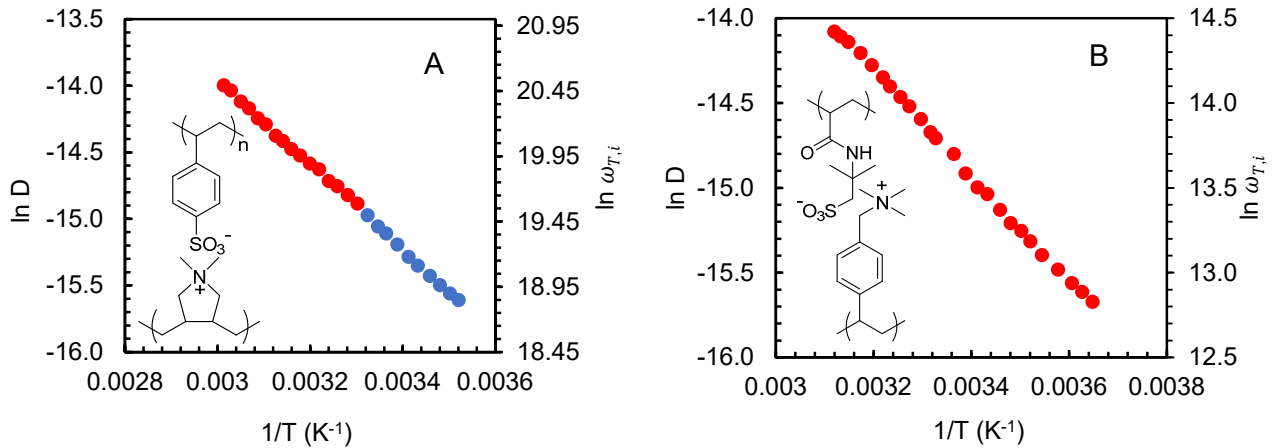 A
ln D
-13.5
-14.0
-14.5
-15.0
-15.5
-16.0
20.95
20.45
19.95
19.45
18.95
18.45
ln ωT,i
0.0028
0.003
0.0032
0.0034
0.0036
1/T (K-1)
n
SO3-
N
+
B
ln D
-14.0
-14.5
-15.0
-15.5
-16.0
14.5
14.0
13.5
13.0
12.5
ln ωT,i
0.003
0.0032
0.0034
0.0036
0.0038
1/T (K-1)
O
NH
-O3S
+
N